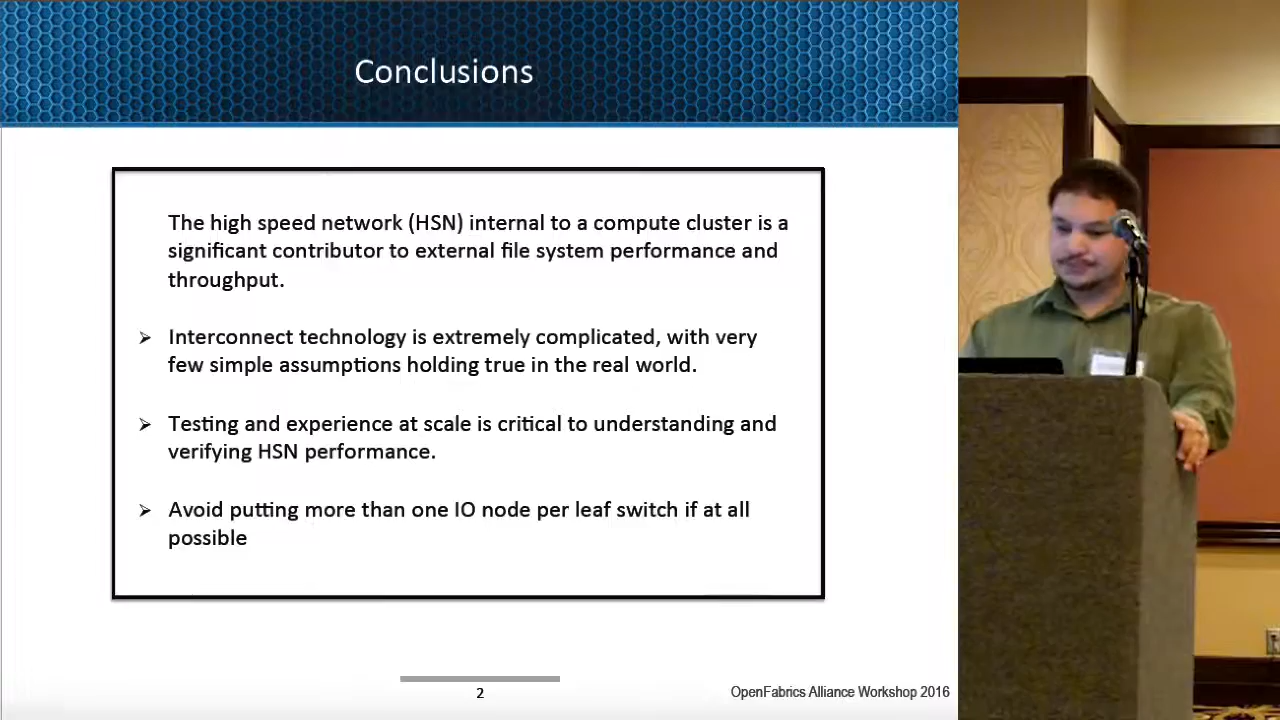 Conclusions
The high speed network (HSN) internal to a compute cluster is a
significant contributor to external file system performance and
throughput.
➢ Interconnect technology is extremely complicated, with very
few simple assumptions holding true in the real world.
➢ Testing and experience at scale is critical to understanding and
verifying HSN performance.
➢ Avoid putting more than one IO node per leaf switch if at all
possible
2
OpenFabrics Alliance Workshop 2016